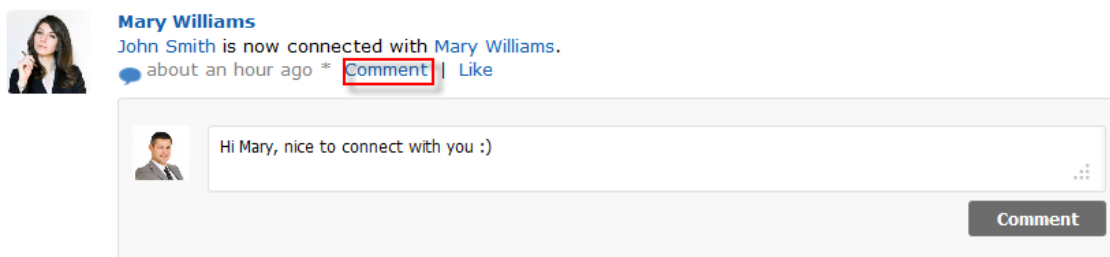 Mary Williams
John Smith is now connected with Mary Williams.
about an hour ago * Comment | Like
Hi Mary, nice to connect with you :)
Comment